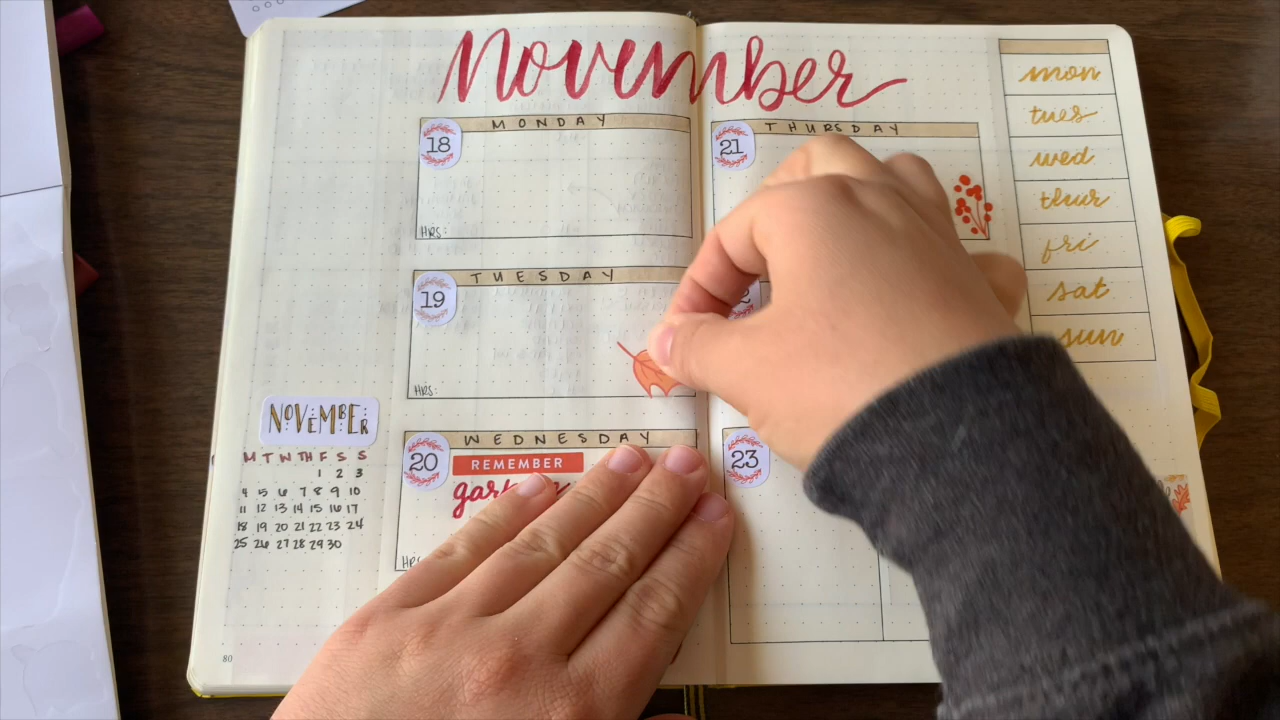 November
MONDAY
18
HRS:
TUESDAY
19
HRS:
WEDNESDAY
20
REMEMBER
NOVEMBER
M T W TH F S S
1 2 3
4 5 6 7 8 9 10
11 12 13 14 15 16 17
18 19 20 21 22 23 24
25 26 27 28 29 30
80
THURSDAY
21
23
mon
tues
wed
thur
fri
sat
sun